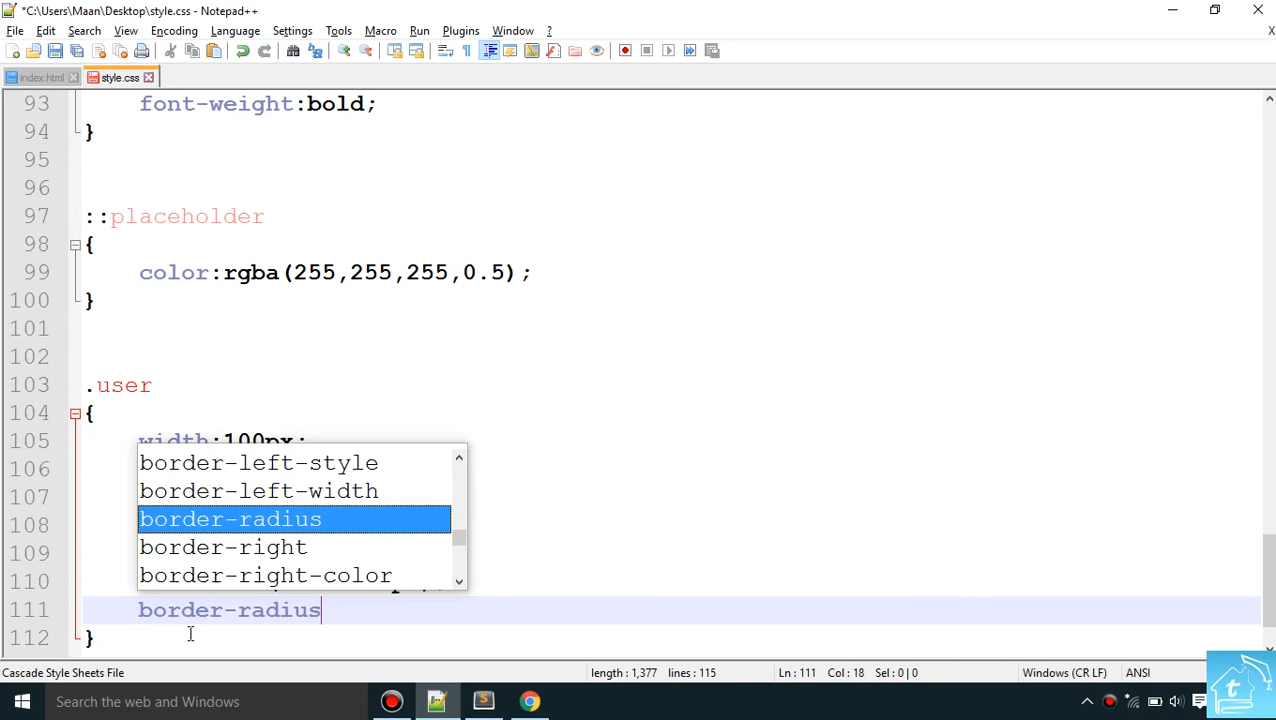 *C:\Users\Maan\Desktop\style.css - Notepad++
File Edit Search View Encoding Language Settings Tools Macro Run Plugins Window ? X
index.html style.css
93 font-weight:bold;
94 }
95
96
97 ::placeholder
98 {
99 color:rgba(255,255,255,0.5);
100 }
101
102
103 .user
104 {
105 width:100px;
106
107
108
109
110
border-left-style
border-left-width
border-radius
border-right
border-right-color
111 border-radius
112 }
Cascade Style Sheets File length : 1,377 lines : 115 Ln : 111 Col : 18 Sel : 0 | 0 Windows (CR LF) ANSI
Search the web and Windows